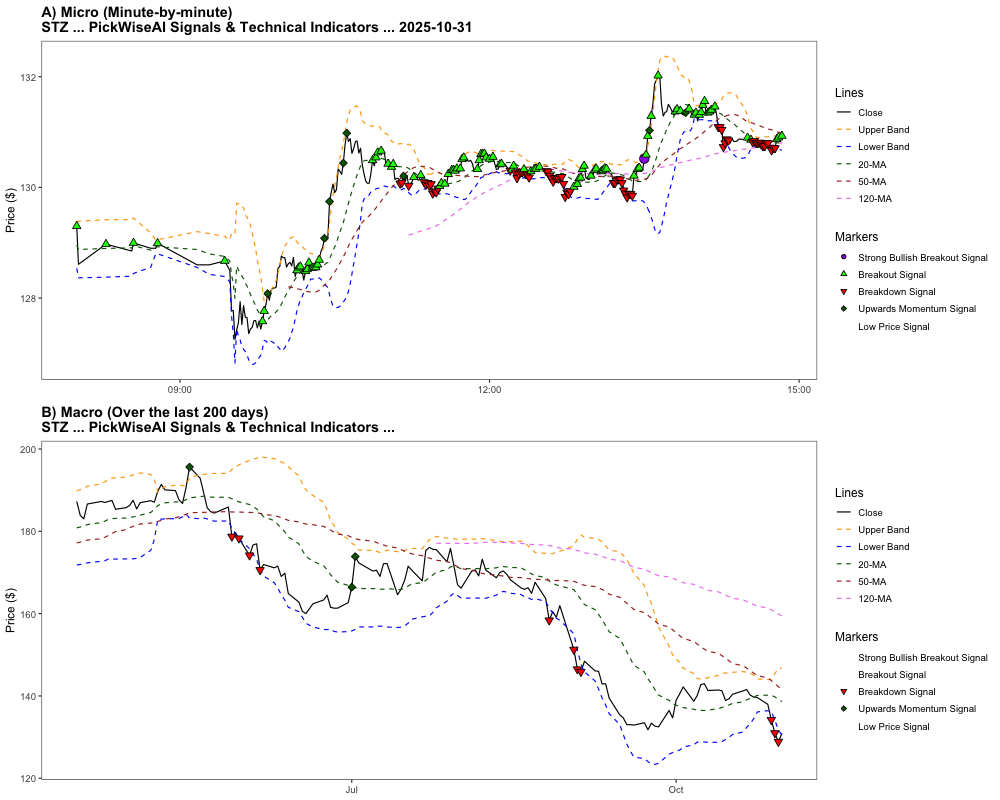 A) Micro (Minute-by-minute)
STZ ... PickWiseAI Signals & Technical Indicators ... 2025-10-31
Price ($)
132
130
128
09:00
12:00
15:00
Lines
Close
Upper Band
Lower Band
20-MA
50-MA
120-MA
Markers
Strong Bullish Breakout Signal
Breakout Signal
Breakdown Signal
Upwards Momentum Signal
Low Price Signal
B) Macro (Over the last 200 days)
STZ ... PickWiseAI Signals & Technical Indicators ...
Price ($)
200
180
160
140
120
Jul
Oct
Lines
Close
Upper Band
Lower Band
20-MA
50-MA
120-MA
Markers
Strong Bullish Breakout Signal
Breakout Signal
Breakdown Signal
Upwards Momentum Signal
Low Price Signal